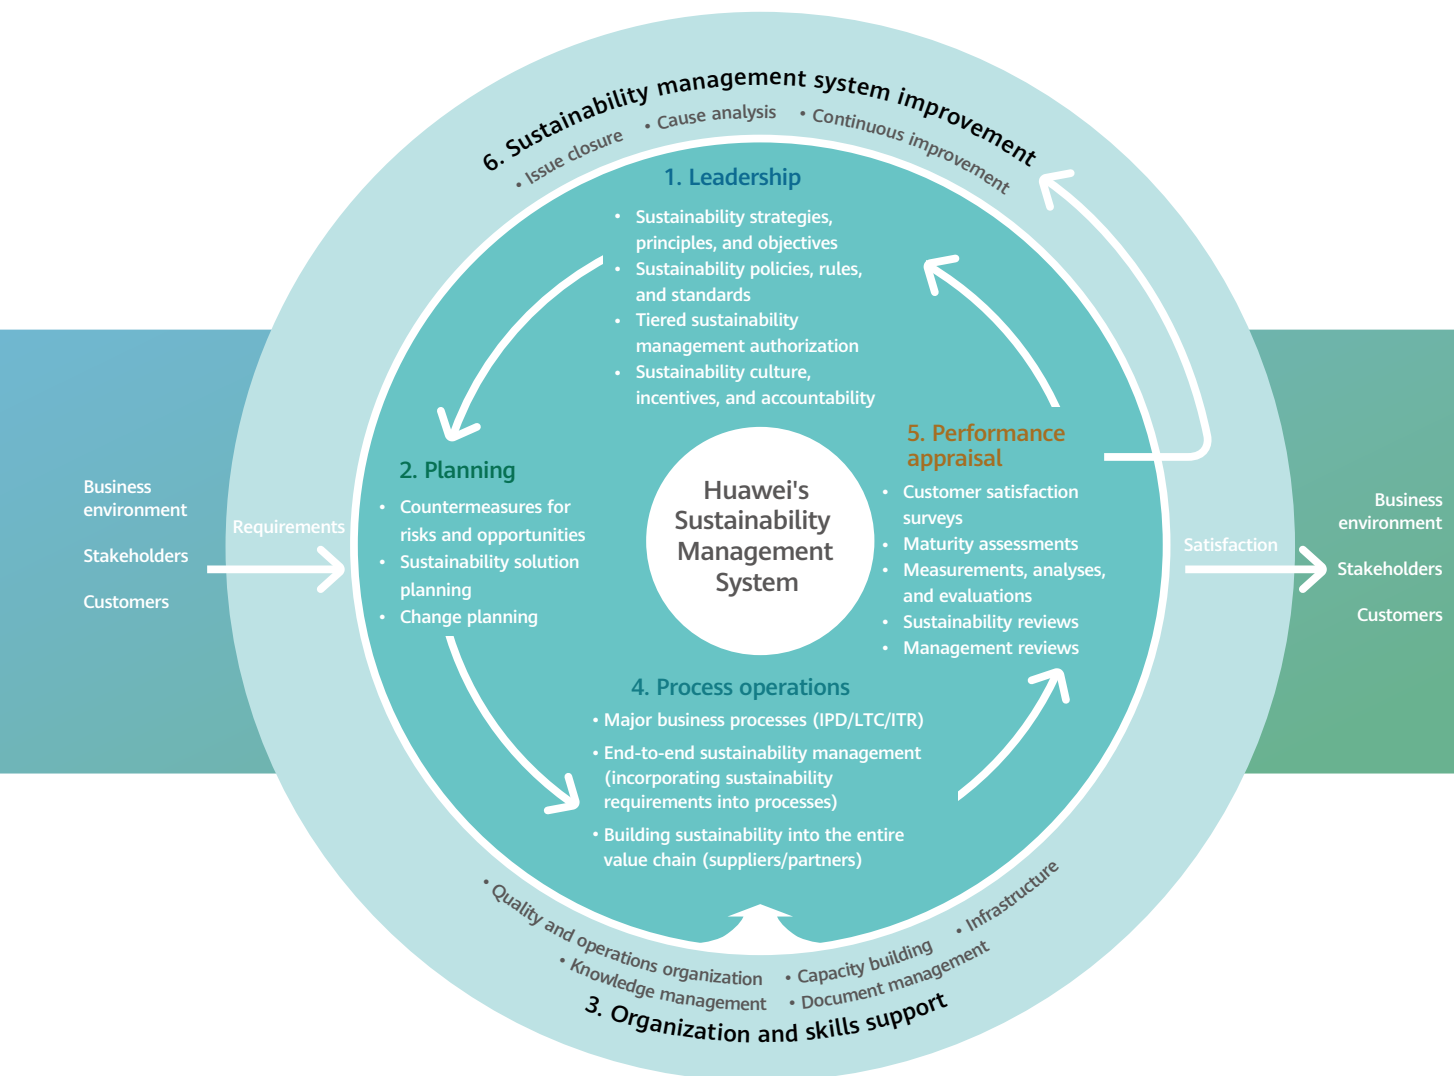 6. Sustainability management system improvement
• Issue closure
• Cause analysis
• Continuous improvement
1. Leadership
• Sustainability strategies,
principles, and objectives
• Sustainability policies, rules,
and standards
• Tiered sustainability
management authorization
• Sustainability culture,
incentives, and accountability
Business
environment
Stakeholders
Customers
Requirements
2. Planning
• Countermeasures for
risks and opportunities
• Sustainability solution
planning
• Change planning
Huawei's
Sustainability
Management
System
5. Performance
appraisal
• Customer satisfaction
surveys
• Maturity assessments
• Measurements, analyses,
and evaluations
• Sustainability reviews
• Management reviews
Satisfaction
Business
environment
Stakeholders
Customers
4. Process operations
• Major business processes (IPD/LTC/ITR)
• End-to-end sustainability management
(incorporating sustainability
requirements into processes)
• Building sustainability into the entire
value chain (suppliers/partners)
• Quality and operations organization
• Capacity building
• Infrastructure
• Knowledge management
• Document management
3. Organization and skills support